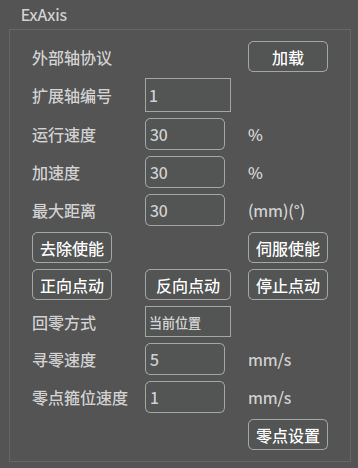 ExAxis
外部轴协议 加载
扩展轴编号 1
运行速度 30 %
加速度 30 %
最大距离 30 (mm)(°)
去除使能 伺服使能
正向点动 反向点动 停止点动
回零方式 当前位置
寻零速度 5 mm/s
零点箍位速度 1 mm/s
零点设置